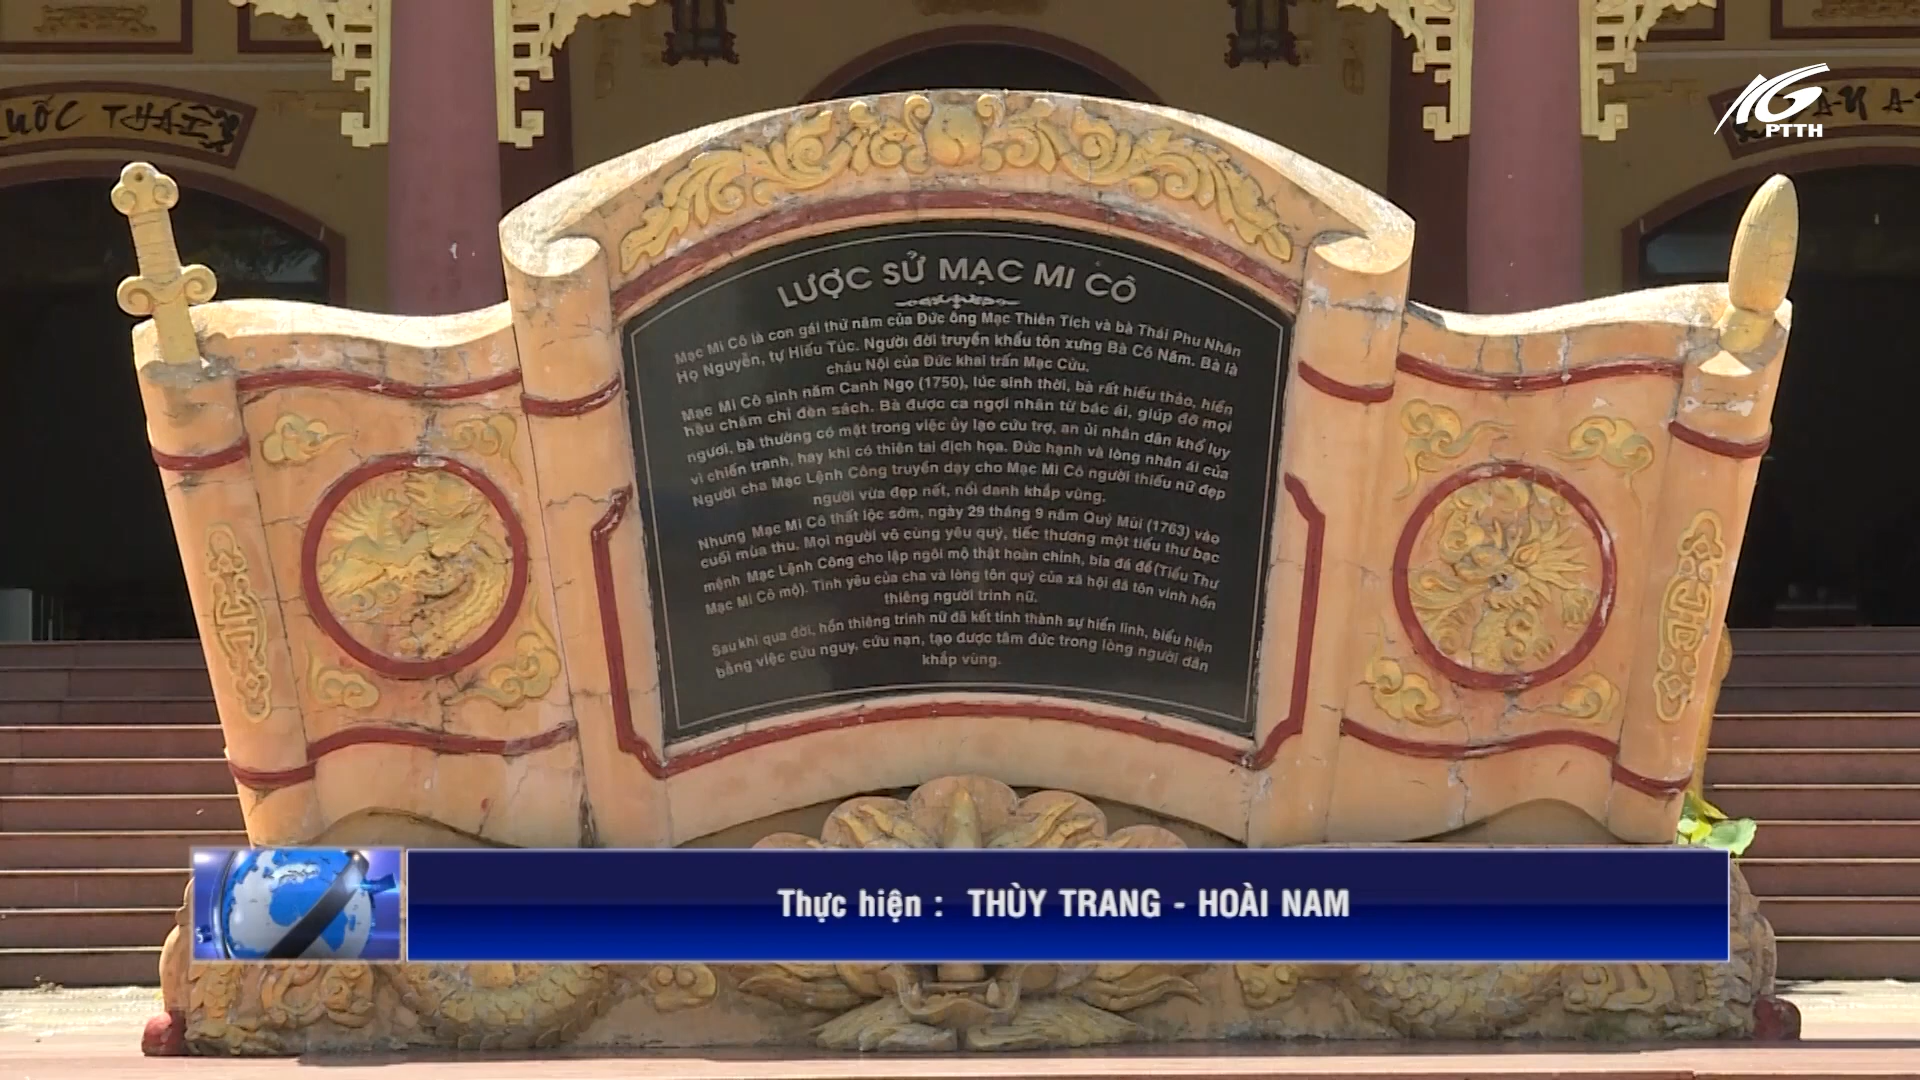 UỐC THÁI
KG
PTTH
LƯỢC SỬ MẠC MI CÔ
Mạc Mi Cô là con gái thứ năm của Đức ông Mạc Thiên Tích và bà Thái Phu Nhân
Họ Nguyễn, tự Hiếu Túc. Người đời truyền khẩu tôn xưng Bà Cô Năm. Bà là
cháu Nội của Đức khai trấn Mạc Cửu.
Mạc Mi Cô sinh năm Canh Ngọ (1750), lúc sinh thời, bà rất hiếu thảo, hiền
hậu chăm chỉ đèn sách. Bà được ca ngợi nhân từ bác ái, giúp đỡ mọi
người, bà thường có mặt trong việc ủy lạo cứu trợ, an ủi nhân dân khổ lụy
vì chiến tranh, hay khi có thiên tai địch họa. Đức hạnh và lòng nhân ái của
Người cha Mạc Lệnh Công truyền dạy cho Mạc Mi Cô người thiếu nữ đẹp
người vừa đẹp nết, nổi danh khắp vùng.
Nhưng Mạc Mi Cô thất lộc sớm, ngày 29 tháng 9 năm Quý Mùi (1763) vào
cuối mùa thu. Mọi người vô cùng yêu quý, tiếc thương một tiểu thư bạc
mệnh Mạc Lệnh Công cho lập ngôi mộ thật hoàn chỉnh, bia đá đề (Tiểu Thư
Mạc Mi Cô mộ). Tình yêu của cha và lòng tôn quý của xã hội đã tôn vinh hồn
thiêng người trinh nữ.
Sau khi qua đời, hồn thiêng trinh nữ đã kết tinh thành sự hiển linh, biểu hiện
bằng việc cứu nguy, cứu nạn, tạo được tâm đức trong lòng người dân
khắp vùng.
Thực hiện : THÙY TRANG - HOÀI NAM